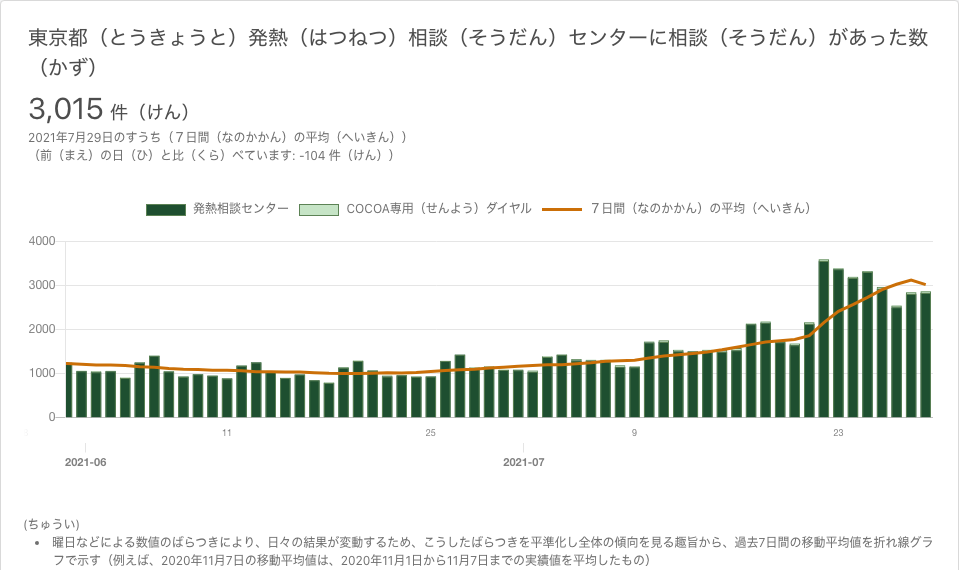 東京都（とうきょうと）発熱（はつねつ）相談（そうだん）センターに相談（そうだん）があった数
（かず）
3,015 件（けん）
2021年7月29日のすうち（７日間（なのかかん）の平均（へいきん））
（前（まえ）の日（ひ）と比（くら）べています: -104 件（けん））
発熱相談センター COCOA専用（せんよう）ダイヤル ７日間（なのかかん）の平均（へいきん）
4000
3000
2000
1000
0
11 25 9 23
2021-06 2021-07
(ちゅうい)
• 曜日などによる数値のばらつきにより、日々の結果が変動するため、こうしたばらつきを平準化し全体の傾向を見る趣旨から、過去7日間の移動平均値を折れ線グラ
フで示す（例えば、2020年11月7日の移動平均値は、2020年11月1日から11月7日までの実績値を平均したもの）